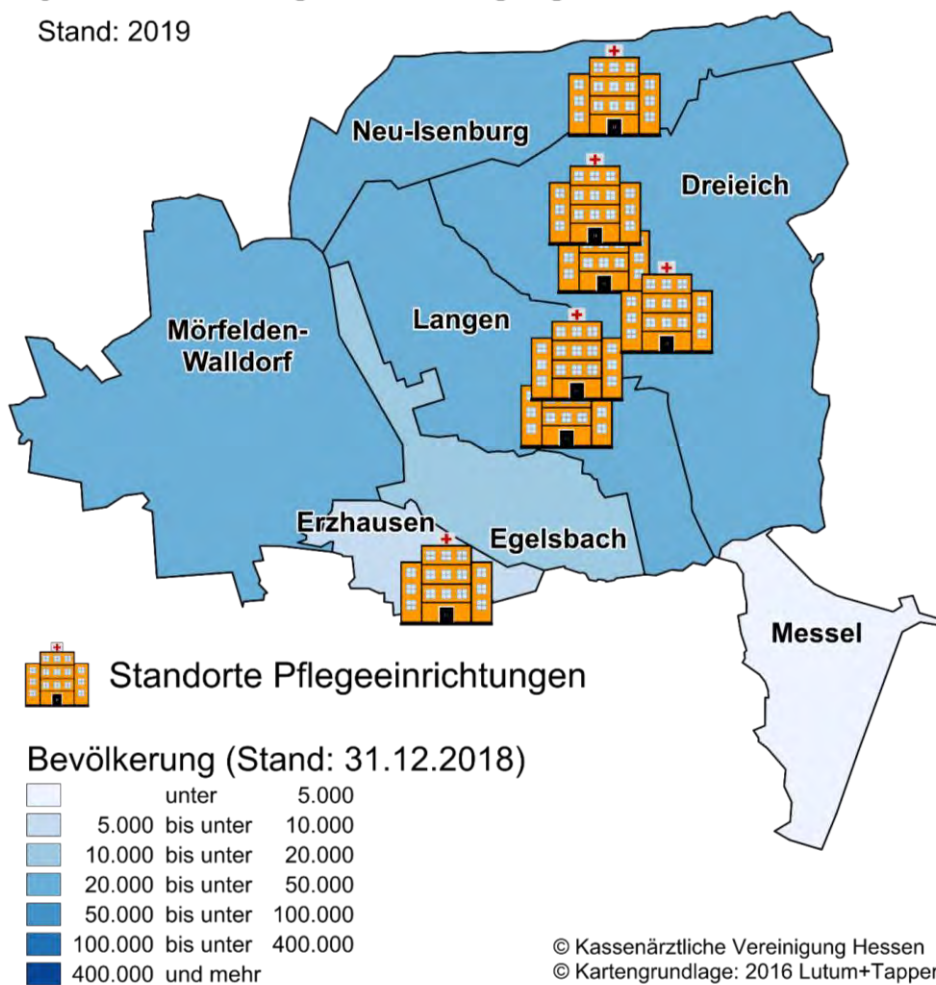 Stand: 2019
Neu-Isenburg
Dreieich
Mörfelden-
Walldorf
Langen
Erzhausen
Egelsbach
Messel
Standorte Pflegeeinrichtungen
Bevölkerung (Stand: 31.12.2018)
unter 5.000
5.000 bis unter 10.000
10.000 bis unter 20.000
20.000 bis unter 50.000
50.000 bis unter 100.000
100.000 bis unter 400.000
400.000 und mehr
© Kassenärztliche Vereinigung Hessen
© Kartengrundlage: 2016 Lutum+Tapper